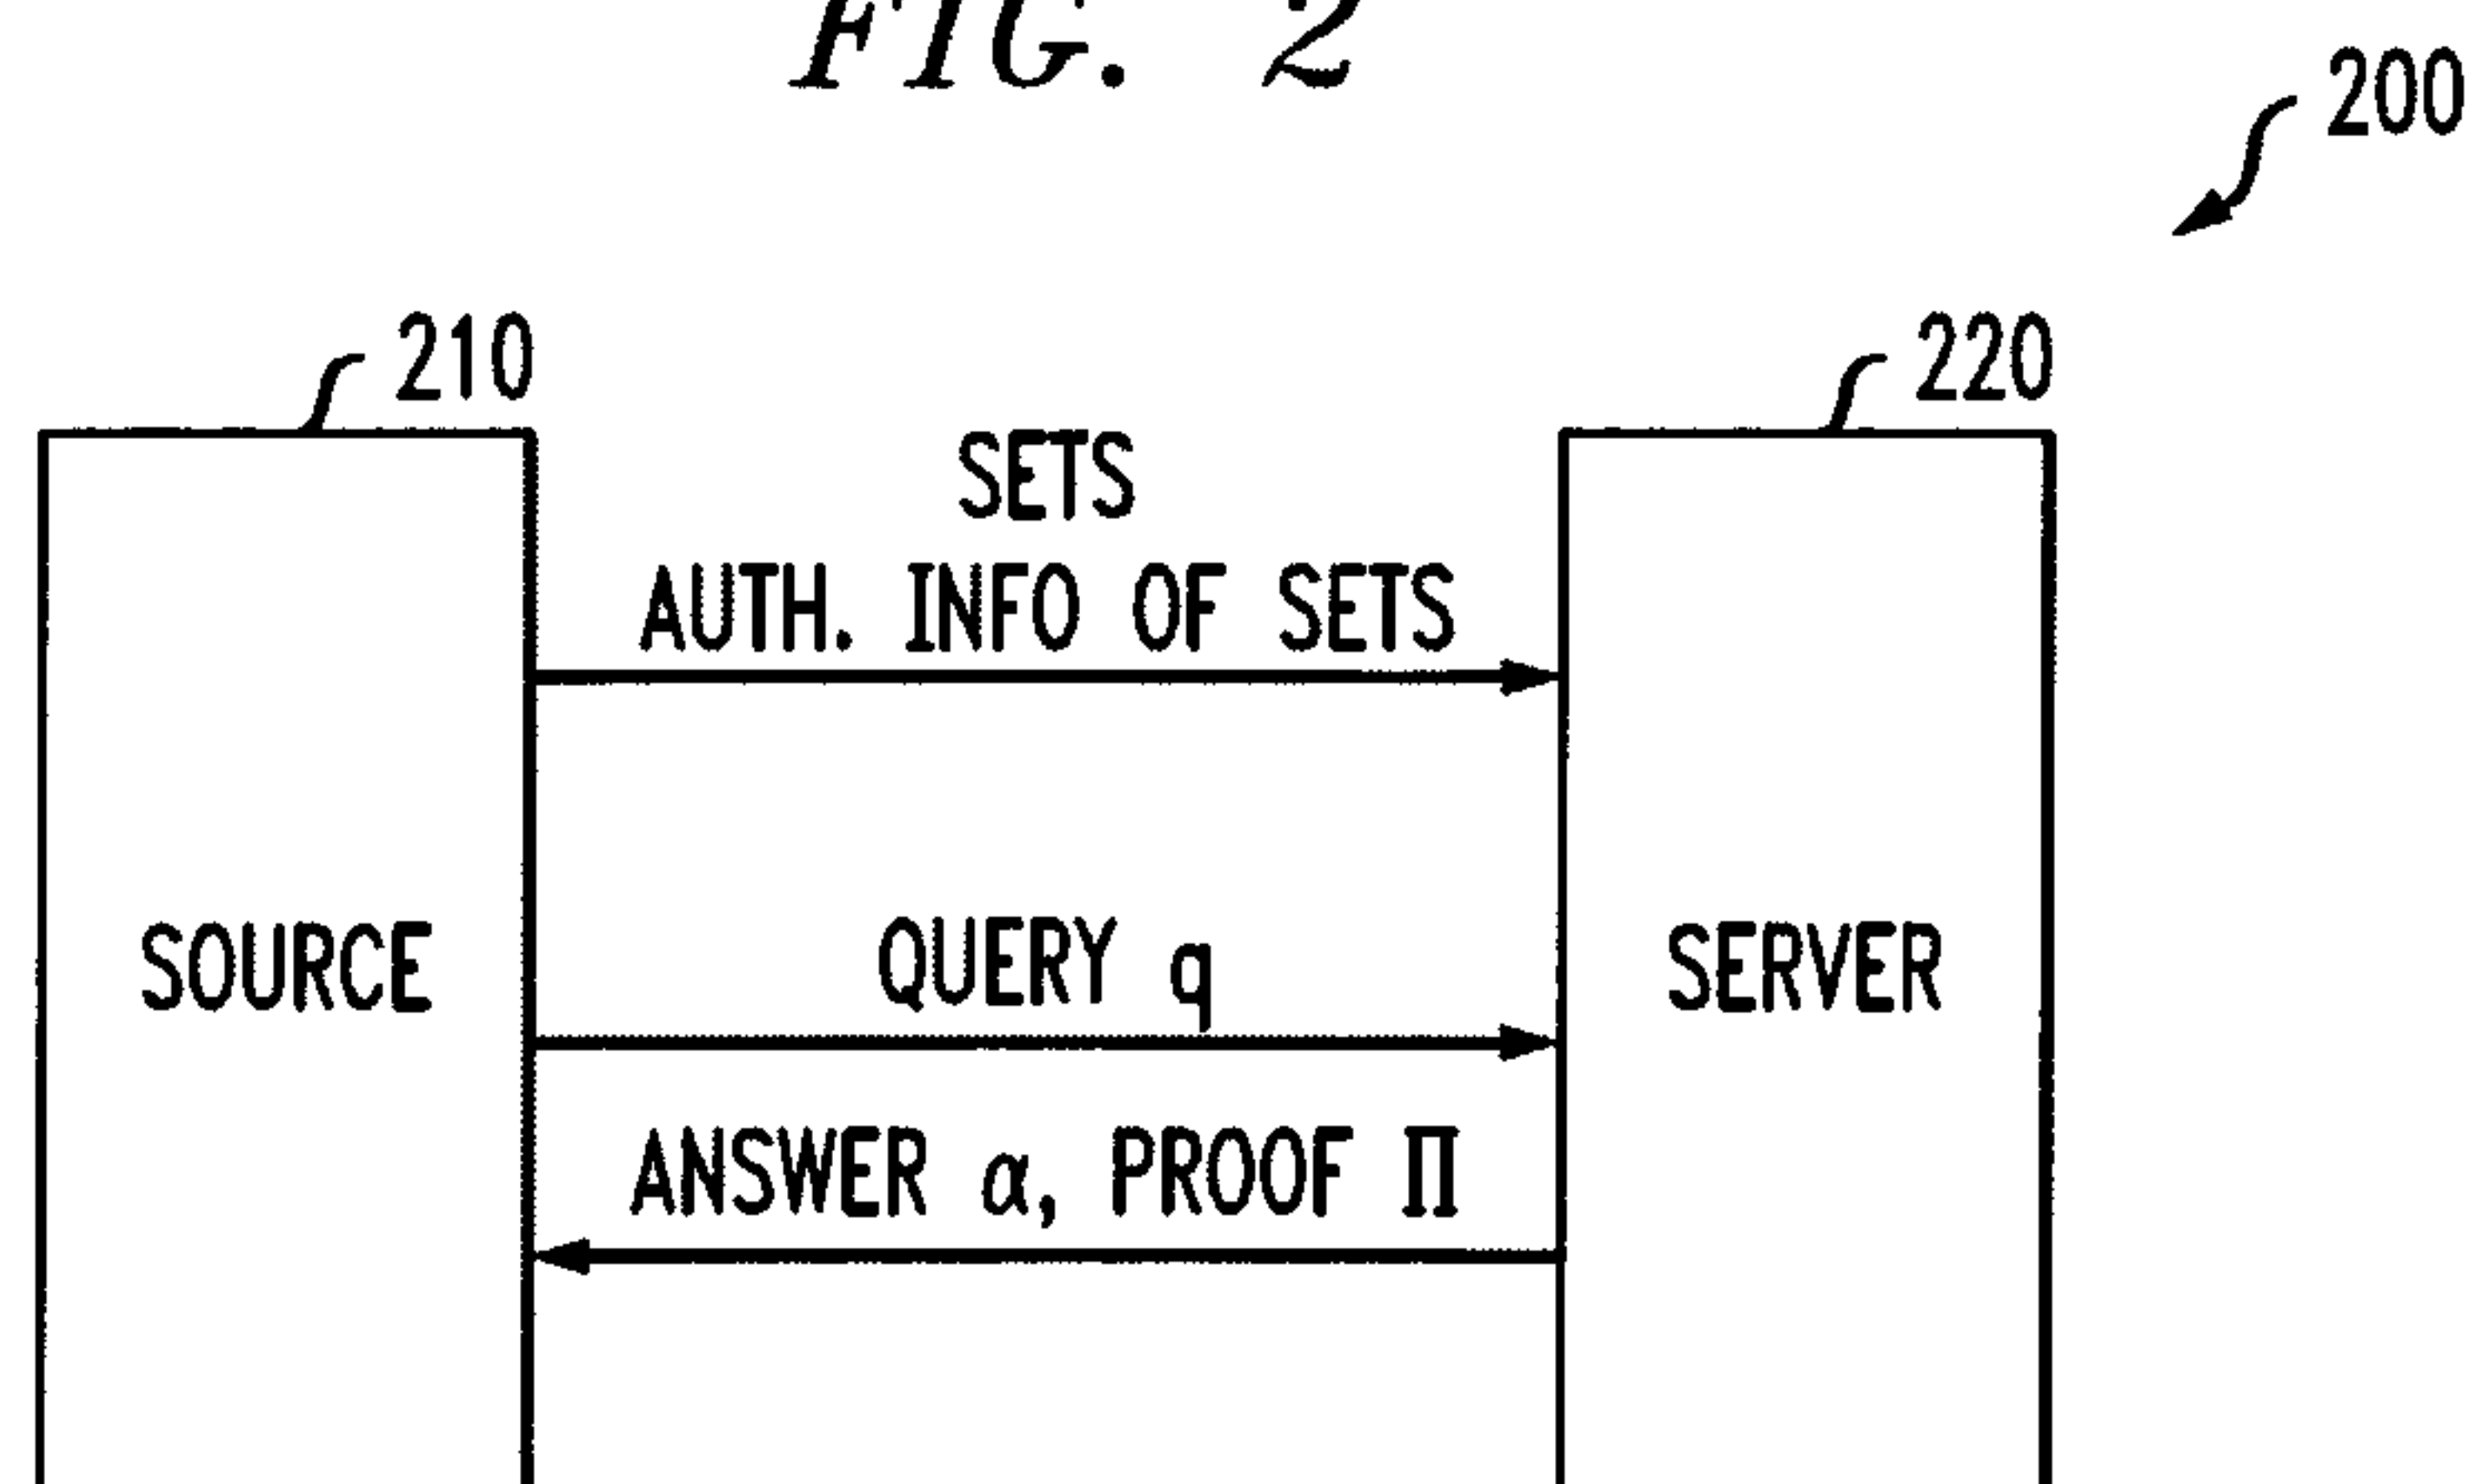 FIG. 2
200
210
220
SETS
AUTH. INFO OF SETS
SOURCE
QUERY q
SERVER
ANSWER α, PROOF Π